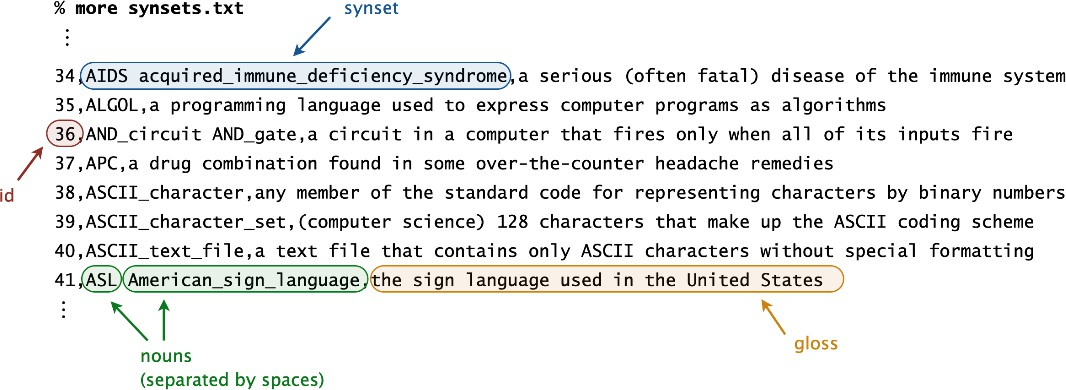 % more synsets.txt
synset
⋮
34,AIDS acquired_immune_deficiency_syndrome,a serious (often fatal) disease of the immune system
35,ALGOL,a programming language used to express computer programs as algorithms
36,AND_circuit AND_gate,a circuit in a computer that fires only when all of its inputs fire
37,APC,a drug combination found in some over-the-counter headache remedies
id
38,ASCII_character,any member of the standard code for representing characters by binary numbers
39,ASCII_character_set,(computer science) 128 characters that make up the ASCII coding scheme
40,ASCII_text_file,a text file that contains only ASCII characters without special formatting
41,ASL American_sign_language,the sign language used in the United States
⋮
gloss
nouns
(separated by spaces)